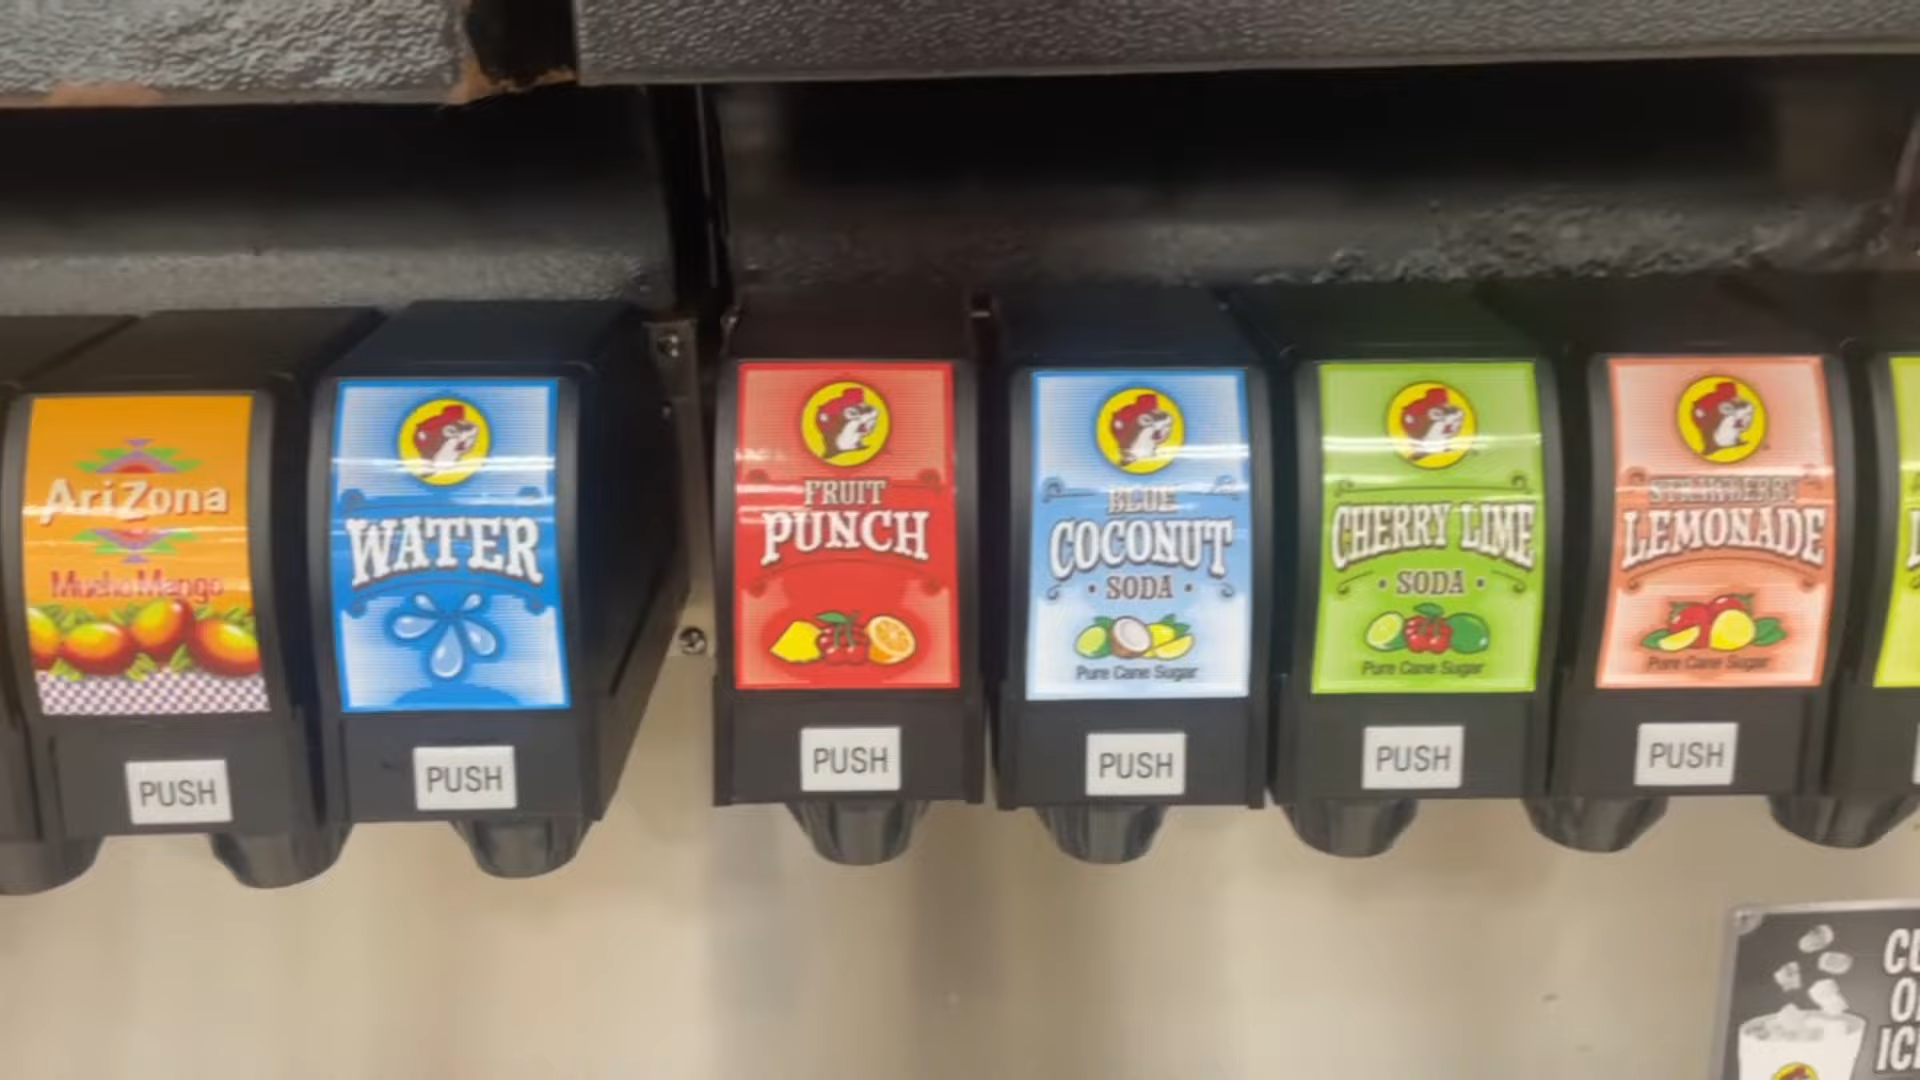 AriZona
Mucho Mango
PUSH
WATER
PUSH
FRUIT
PUNCH
PUSH
BLUE
COCONUT
• SODA •
Pure Cane Sugar
PUSH
CHERRY LIME
• SODA •
Pure Cane Sugar
PUSH
STRAWBERRY
LEMONADE
Pure Cane Sugar
PUSH